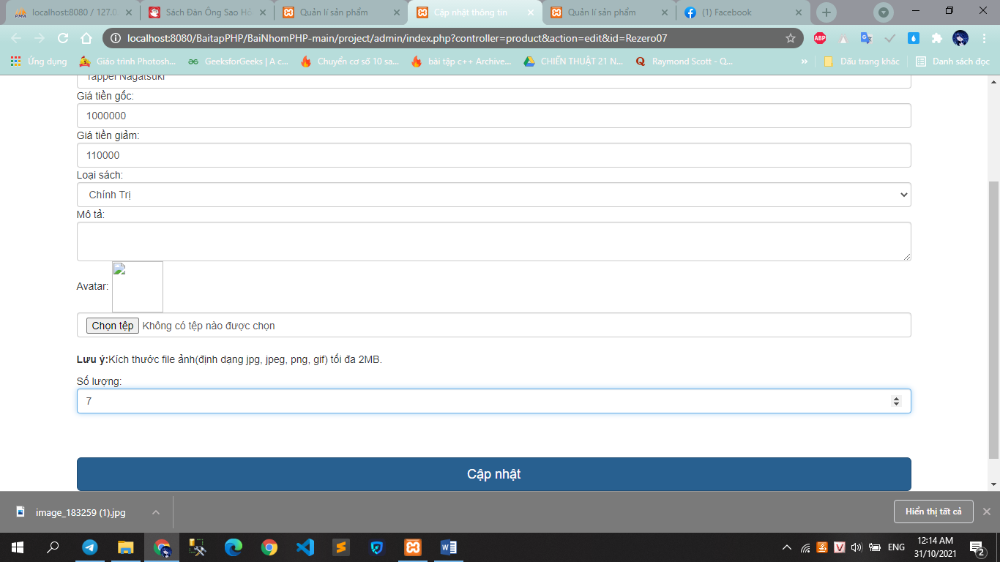 localhost:8080 / 127.0.
Sách Đàn Ông Sao Hỏ
Quản lí sản phẩm
Cập nhật thông tin
Quản lí sản phẩm
(1) Facebook
localhost:8080/BaitapPHP/BaiNhomPHP-main/project/admin/index.php?controller=product&action=edit&id=Rezero07
ABP
Ứng dụng
Giáo trình Photosh...
GeeksforGeeks | A c...
Chuyển cơ số 10 sa...
bài tập c++ Archive...
CHIẾN THUẬT 21 N...
Raymond Scott - Q...
»
Dấu trang khác
Danh sách đọc
Tappei Nagatsuki
Giá tiền gốc:
1000000
Giá tiền giảm:
110000
Loại sách:
Chính Trị
Mô tả:
Avatar:
Chọn tệp Không có tệp nào được chọn
Lưu ý:Kích thước file ảnh(định dạng jpg, jpeg, png, gif) tối đa 2MB.
Số lượng:
7
Cập nhật
image_183259 (1).jpg
Hiển thị tất cả
ENG
12:14 AM
31/10/2021
2